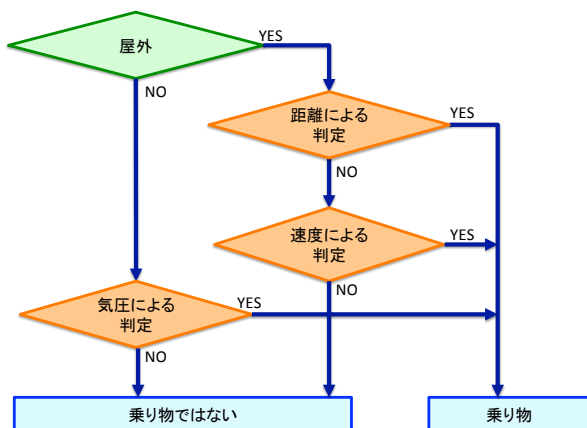 屋外
YES
NO
距離による
判定
YES
NO
速度による
判定
YES
NO
気圧による
判定
YES
NO
乗り物ではない
乗り物